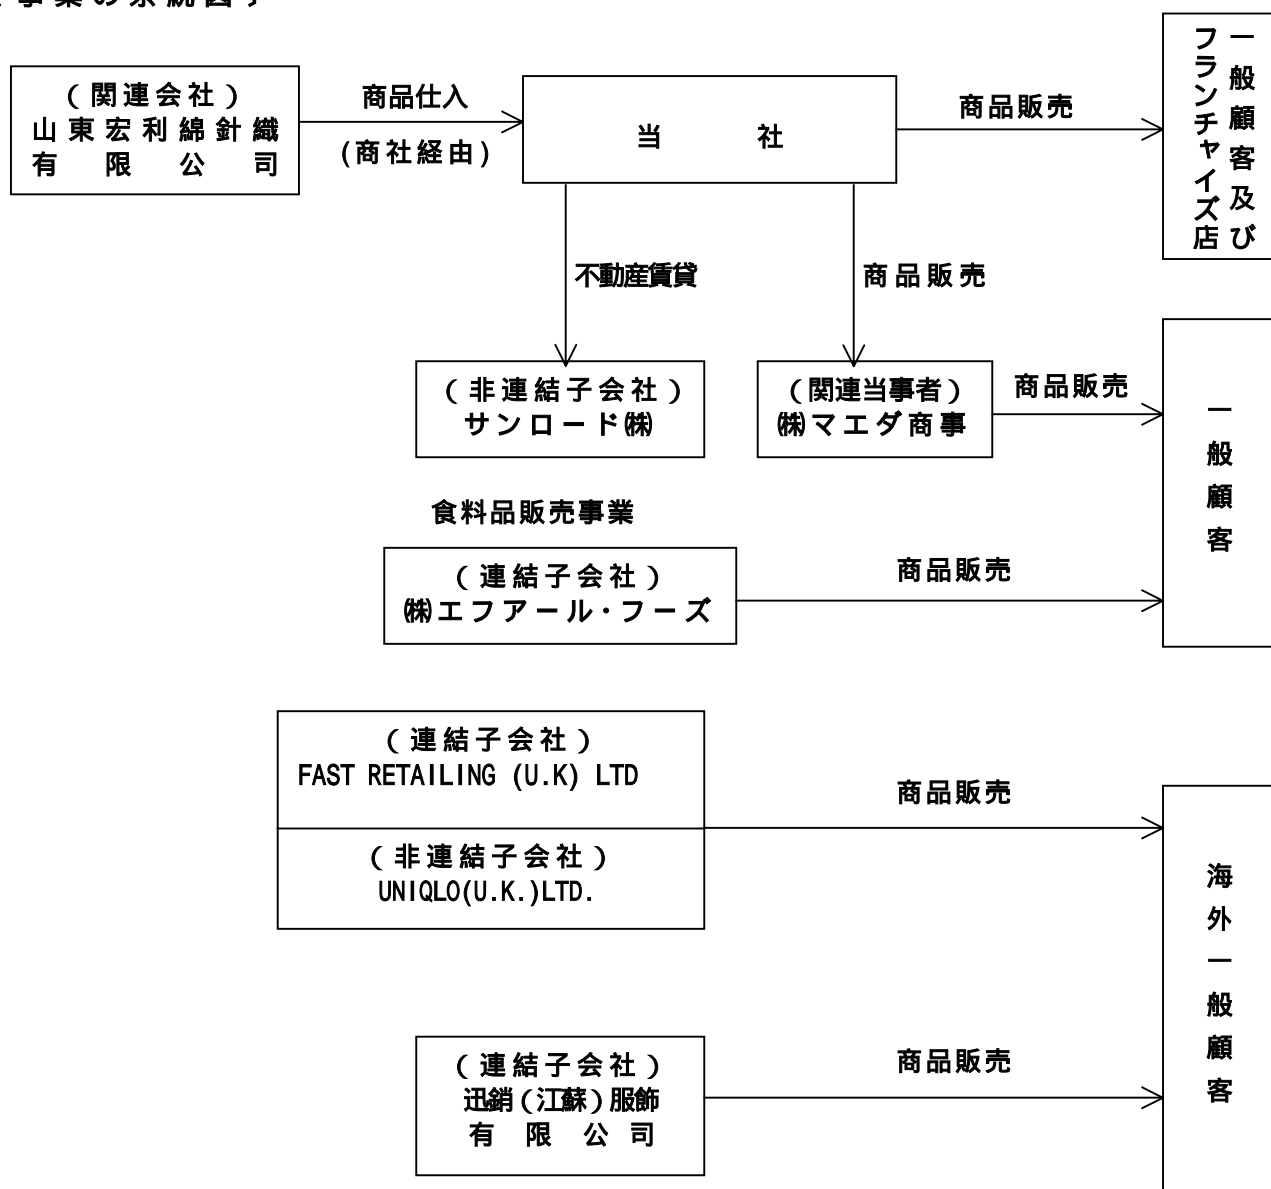 事業の系統図
(関連会社)
山東宏利綿針織
有限公司
商品仕入
(商社経由)
当社
商品販売
一般顧客及び
フランチャイズ店
不動産賃貸
商品販売
(非連結子会社)
サンロード㈱
(関連当事者)
㈱マエダ商事
商品販売
一般顧客
食料品販売事業
(連結子会社)
㈱エフアール・フーズ
商品販売
(連結子会社)
FAST RETAILING (U.K) LTD
商品販売
(非連結子会社)
UNIQLO(U.K.)LTD.
海外一般顧客
(連結子会社)
迅銷(江蘇)服飾
有限公司
商品販売